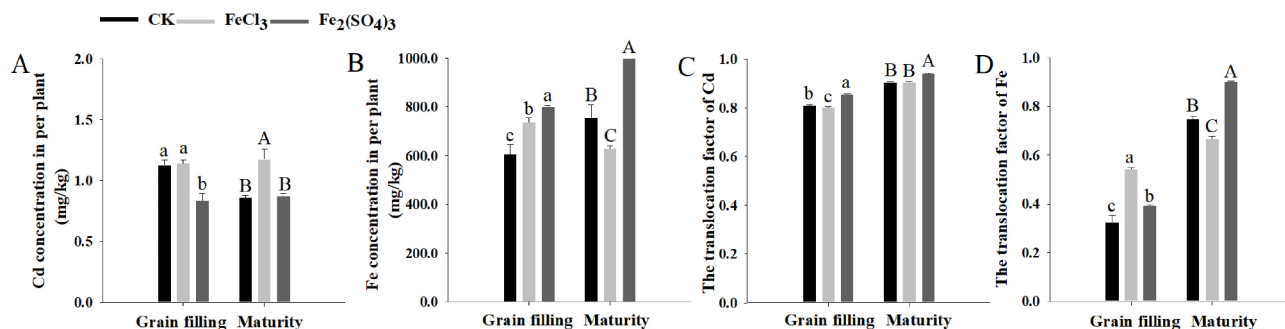 CK FeCl3 Fe2(SO4)3
A
Cd concentration in per plant
(mg/kg)
2.0
1.5
1.0
0.5
0.0
a a b B A B
Grain filling Maturity
B
Fe concentration in per plant
(mg/kg)
1000.0
800.0
600.0
400.0
200.0
0.0
c b a B C A
Grain filling Maturity
C
The translocation factor of Cd
1.0
0.8
0.6
0.4
0.2
0.0
b c a B B A
Grain filling Maturity
D
The translocation factor of Fe
1.0
0.8
0.6
0.4
0.2
0.0
c a b B C A
Grain filling Maturity